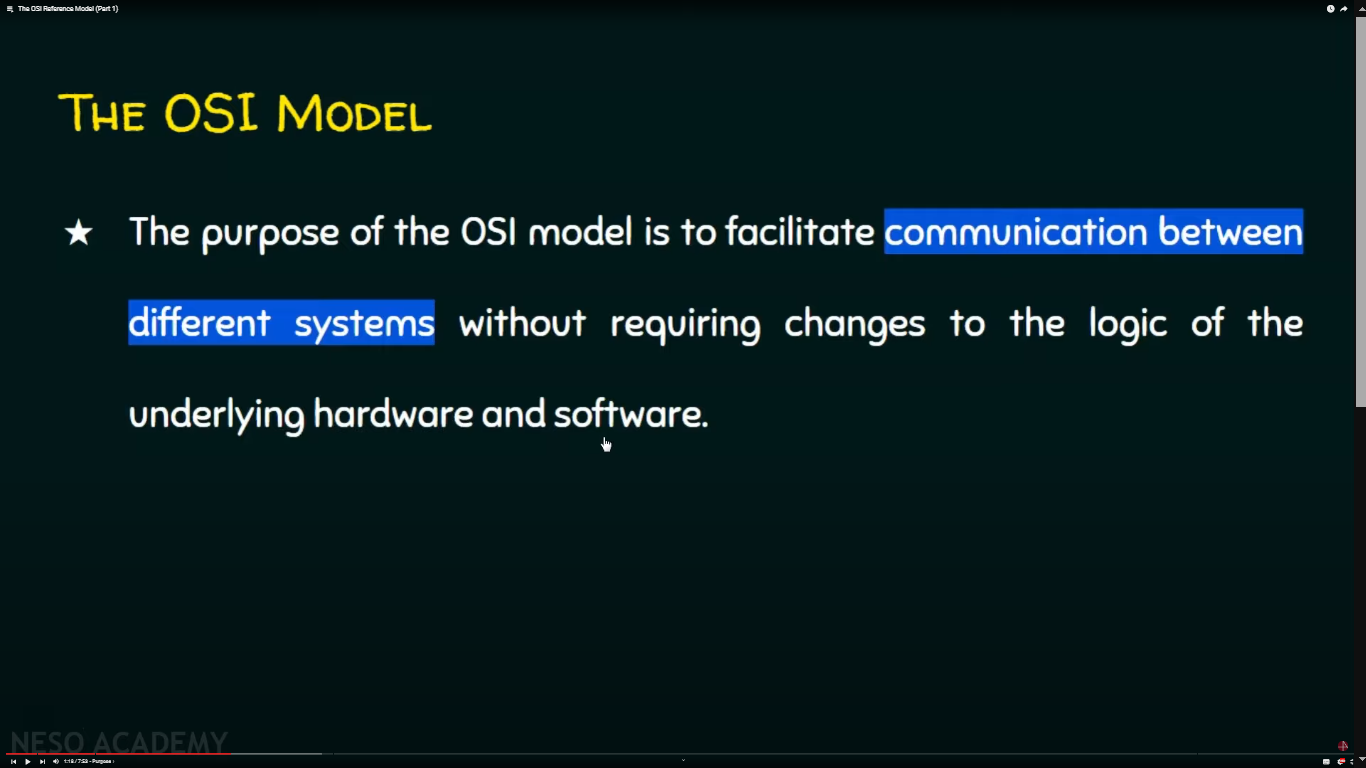 The OSI Reference Model (Part 1)
THE OSI MODEL
★ The purpose of the OSI model is to facilitate communication between
different systems without requiring changes to the logic of the
underlying hardware and software.
NESO ACADEMY
1:18 / 7:53 • Purpose ›